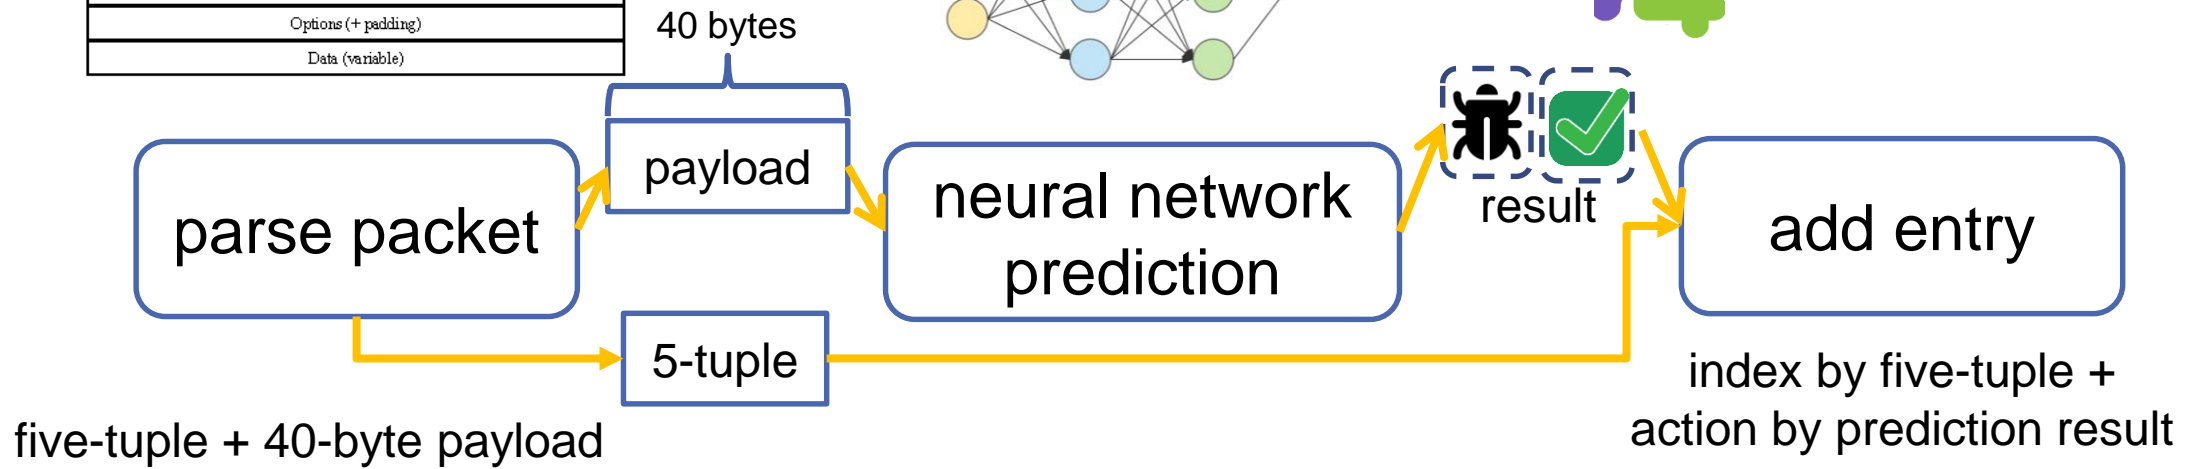 Options (+ padding)
Data (variable)
40 bytes
parse packet
payload
neural network
prediction
result
add entry
5-tuple
five-tuple + 40-byte payload
index by five-tuple +
action by prediction result